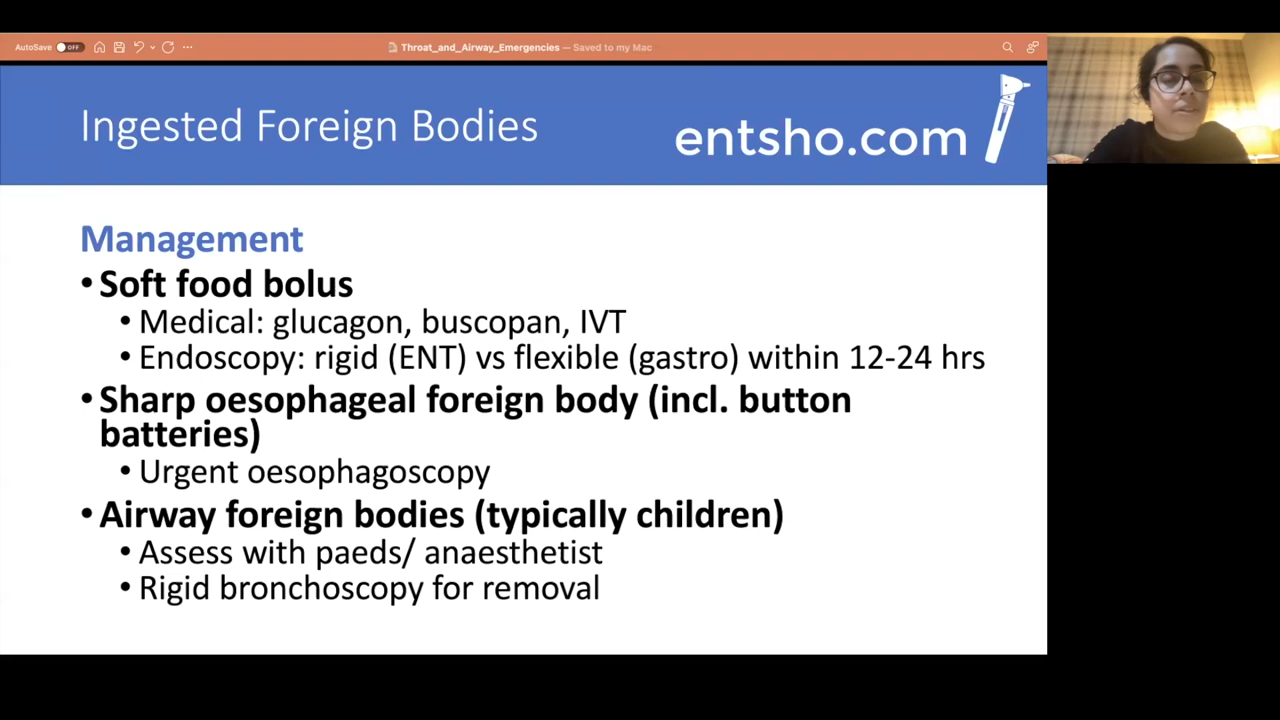 AutoSave OFF
Throat_and_Airway_Emergencies — Saved to my Mac
Ingested Foreign Bodies
entsho.com
Management
•Soft food bolus
•Medical: glucagon, buscopan, IVT
•Endoscopy: rigid (ENT) vs flexible (gastro) within 12-24 hrs
•Sharp oesophageal foreign body (incl. button
batteries)
•Urgent oesophagoscopy
•Airway foreign bodies (typically children)
•Assess with paeds/ anaesthetist
•Rigid bronchoscopy for removal